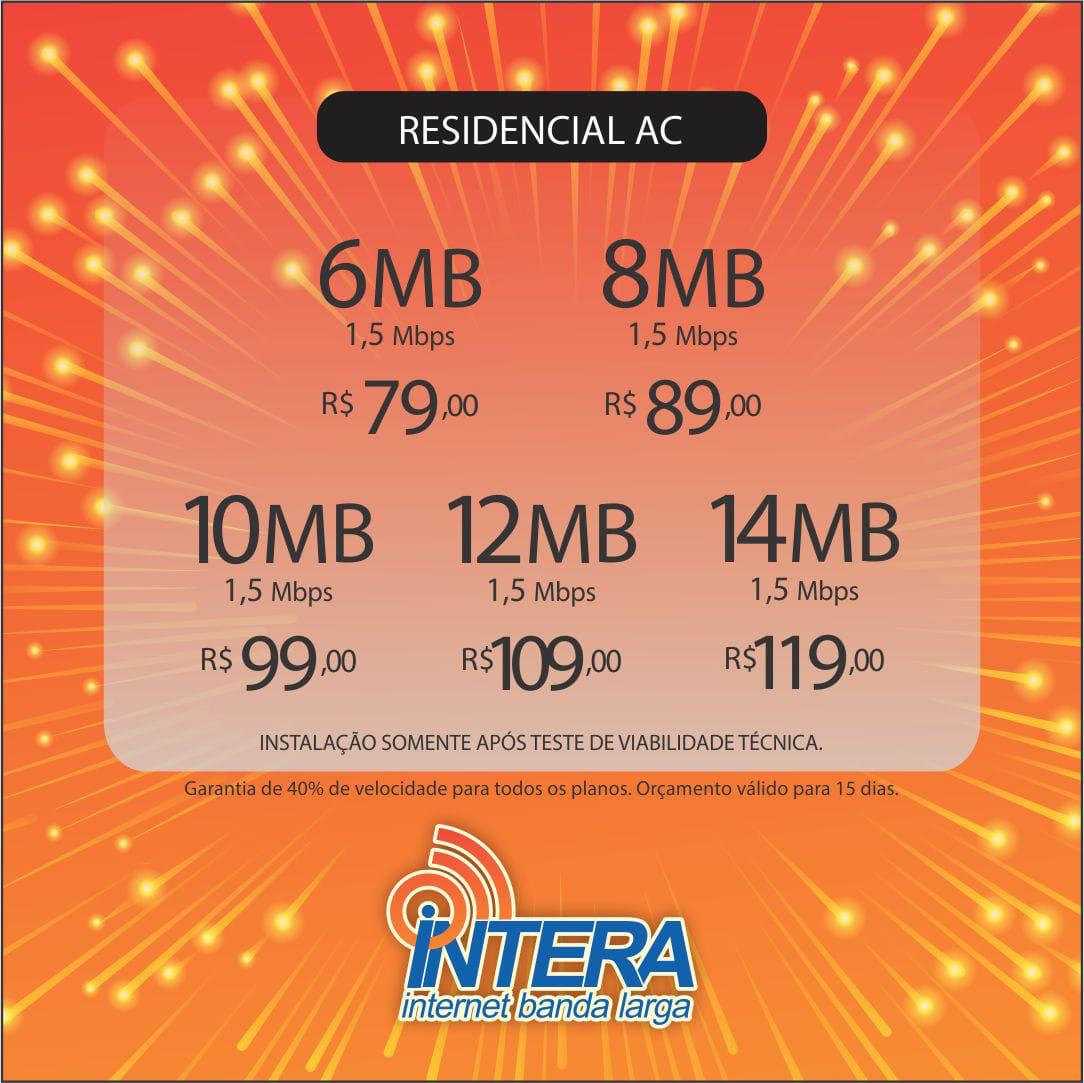 RESIDENCIAL AC
6MB 8MB
1,5 Mbps 1,5 Mbps
R$ 79,00 R$ 89,00
10MB 12MB 14MB
1,5 Mbps 1,5 Mbps 1,5 Mbps
R$ 99,00 R$109,00 R$119,00
INSTALAÇÃO SOMENTE APÓS TESTE DE VIABILIDADE TÉCNICA.
Garantia de 40% de velocidade para todos os planos. Orçamento válido para 15 dias.
iNTERA
internet banda larga